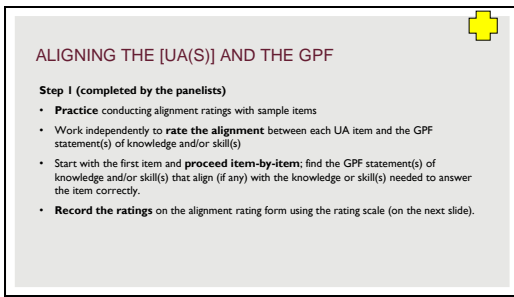 ALIGNING THE [UA(S)] AND THE GPF
Step 1 (completed by the panelists)
• Practice conducting alignment ratings with sample items
• Work independently to rate the alignment between each UA item and the GPF
statement(s) of knowledge and/or skill(s)
• Start with the first item and proceed item-by-item; find the GPF statement(s) of
knowledge and/or skill(s) that align (if any) with the knowledge or skill(s) needed to answer
the item correctly.
• Record the ratings on the alignment rating form using the rating scale (on the next slide).